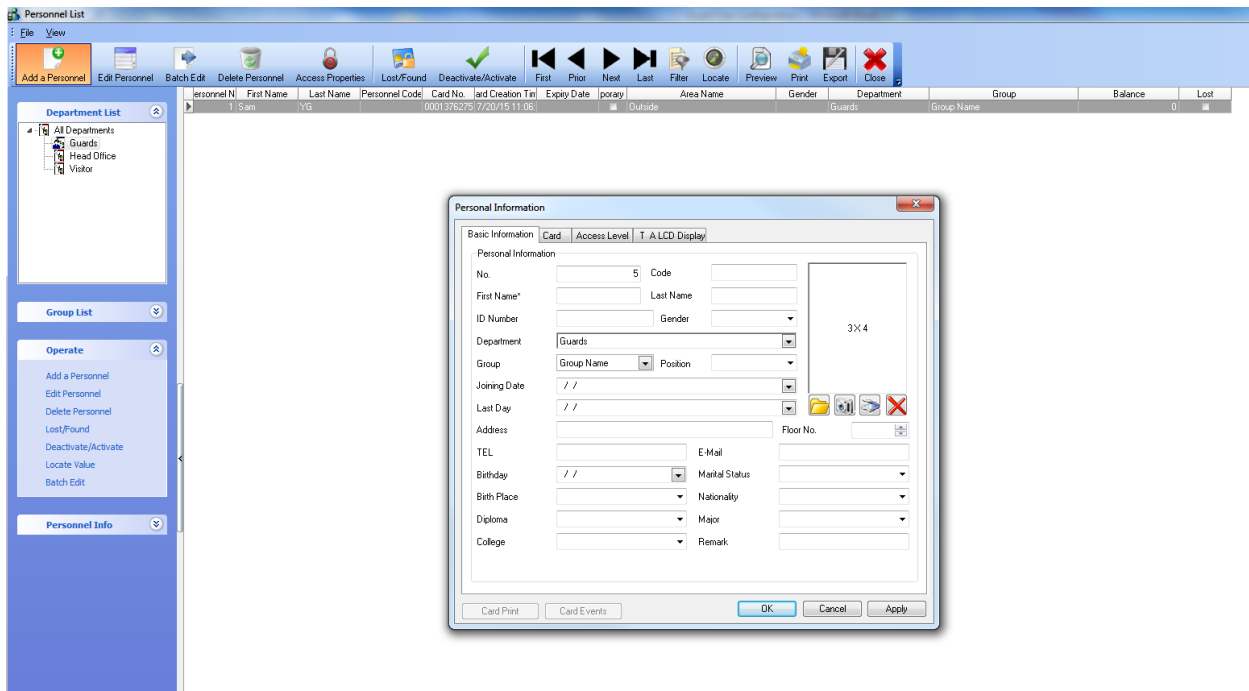 Personnel List
File View
Add a Personnel Edit Personnel Batch Edit Delete Personnel Access Properties Lost/Found Deactivate/Activate First Prior Next Last Filter Locate Preview Print Export Close
ersonnel N First Name Last Name Personnel Code Card No. ard Creation Tim Expiry Date porary Area Name Gender Department Group Balance Lost
1 Sam YG 0001376275 7/20/15 11:06: Outside Guards Group Name 0
Department List
All Departments
Guards
Head Office
Visitor
Group List
Operate
Add a Personnel
Edit Personnel
Delete Personnel
Lost/Found
Deactivate/Activate
Locate Value
Batch Edit
Personnel Info
Personal Information
Basic Information Card Access Level T A LCD Display
Personal Information
No. 5 Code
First Name* Last Name
ID Number Gender
3×4
Department Guards
Group Group Name Position
Joining Date / /
Last Day / /
Address Floor No.
TEL E-Mail
Birthday / / Marital Status
Birth Place Nationality
Diploma Major
College Remark
Card Print Card Events OK Cancel Apply